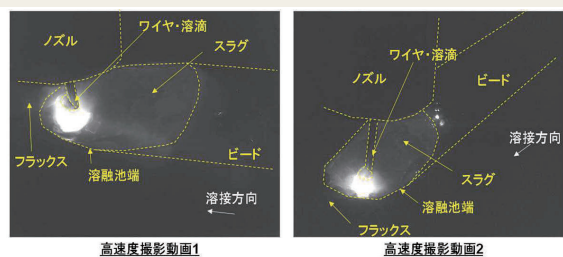 ノズル
ワイヤ・溶滴
スラグ
フラックス
溶融池端
ビード
溶接方向
高速度撮影動画1
ノズル
ワイヤ・溶滴
ビード
溶接方向
スラグ
溶融池端
フラックス
高速度撮影動画2